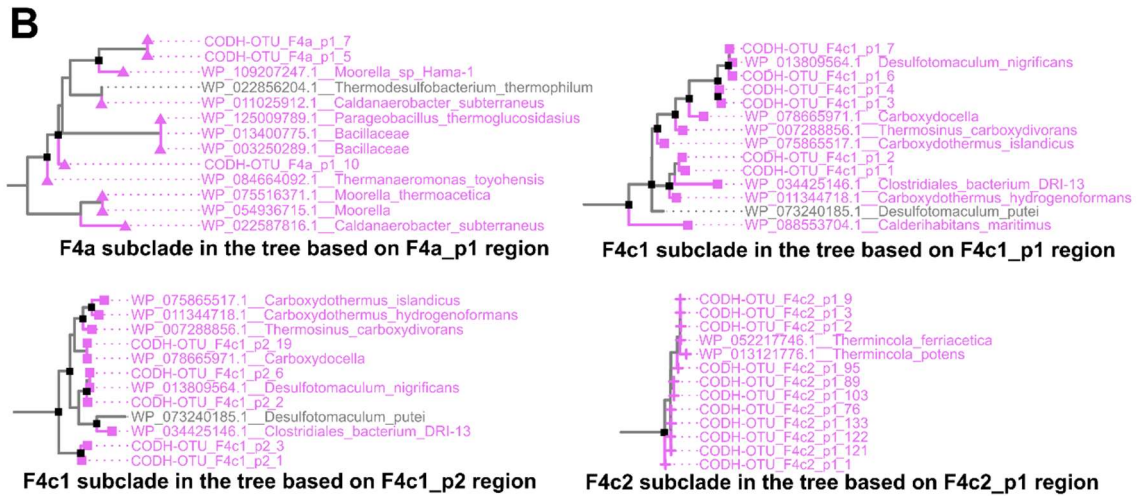 B
CODH-OTU_F4a_p1_7
CODH-OTU_F4a_p1_5
WP_109207247.1__Moorella_sp_Hama-1
WP_022856204.1__Thermodesulfobacterium_thermophilum
WP_011025912.1__Caldanaerobacter_subterraneus
WP_125009789.1__Parageobacillus_thermoglucosidasius
WP_013400775.1__Bacillaceae
WP_003250289.1__Bacillaceae
CODH-OTU_F4a_p1_10
WP_084664092.1__Thermanaeromonas_toyohensis
WP_075516371.1__Moorella_thermoacetica
WP_054936715.1__Moorella
WP_022587816.1__Caldanaerobacter_subterraneus
F4a subclade in the tree based on F4a_p1 region
CODH-OTU_F4c1_p1_7
WP_013809564.1__Desulfotomaculum_nigrificans
CODH-OTU_F4c1_p1_6
CODH-OTU_F4c1_p1_4
CODH-OTU_F4c1_p1_3
WP_078665971.1__Carboxydocella
WP_007288856.1__Thermosinus_carboxydivorans
WP_075865517.1__Carboxydothermus_islandicus
CODH-OTU_F4c1_p1_2
CODH-OTU_F4c1_p1_1
WP_034425146.1__Clostridiales_bacterium_DRI-13
WP_011344718.1__Carboxydothermus_hydrogenoformans
WP_073240185.1__Desulfotomaculum_putei
WP_088553704.1__Calderihabitans_maritimus
F4c1 subclade in the tree based on F4c1_p1 region
WP_075865517.1__Carboxydothermus_islandicus
WP_011344718.1__Carboxydothermus_hydrogenoformans
WP_007288856.1__Thermosinus_carboxydivorans
CODH-OTU_F4c1_p2_19
WP_078665971.1__Carboxydocella
CODH-OTU_F4c1_p2_6
WP_013809564.1__Desulfotomaculum_nigrificans
CODH-OTU_F4c1_p2_2
WP_073240185.1__Desulfotomaculum_putei
WP_034425146.1__Clostridiales_bacterium_DRI-13
CODH-OTU_F4c1_p2_3
CODH-OTU_F4c1_p2_1
F4c1 subclade in the tree based on F4c1_p2 region
CODH-OTU_F4c2_p1_9
CODH-OTU_F4c2_p1_3
CODH-OTU_F4c2_p1_2
WP_052217746.1__Thermincola_ferriacetica
WP_013121776.1__Thermincola_potens
CODH-OTU_F4c2_p1_95
CODH-OTU_F4c2_p1_89
CODH-OTU_F4c2_p1_103
CODH-OTU_F4c2_p1_76
CODH-OTU_F4c2_p1_133
CODH-OTU_F4c2_p1_122
CODH-OTU_F4c2_p1_121
CODH-OTU_F4c2_p1_1
F4c2 subclade in the tree based on F4c2_p1 region